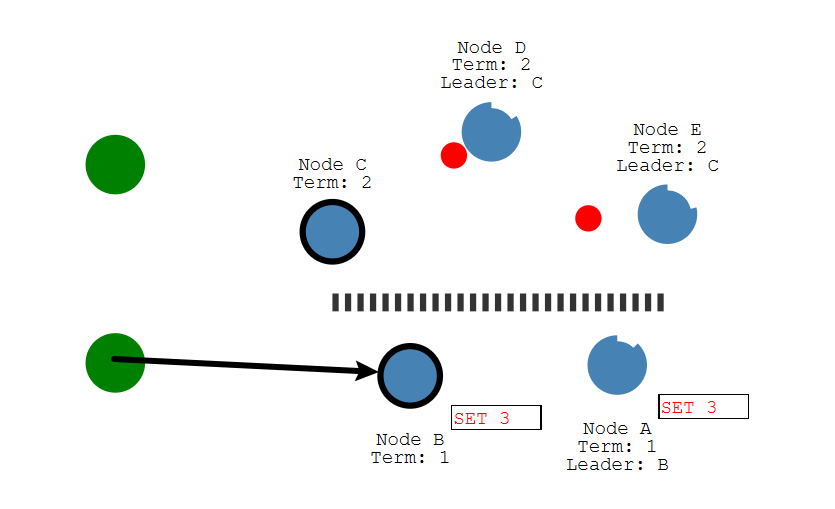 Node D
Term: 2
Leader: C
Node E
Term: 2
Leader: C
Node C
Term: 2
SET 3
SET 3
Node B
Term: 1
Node A
Term: 1
Leader: B